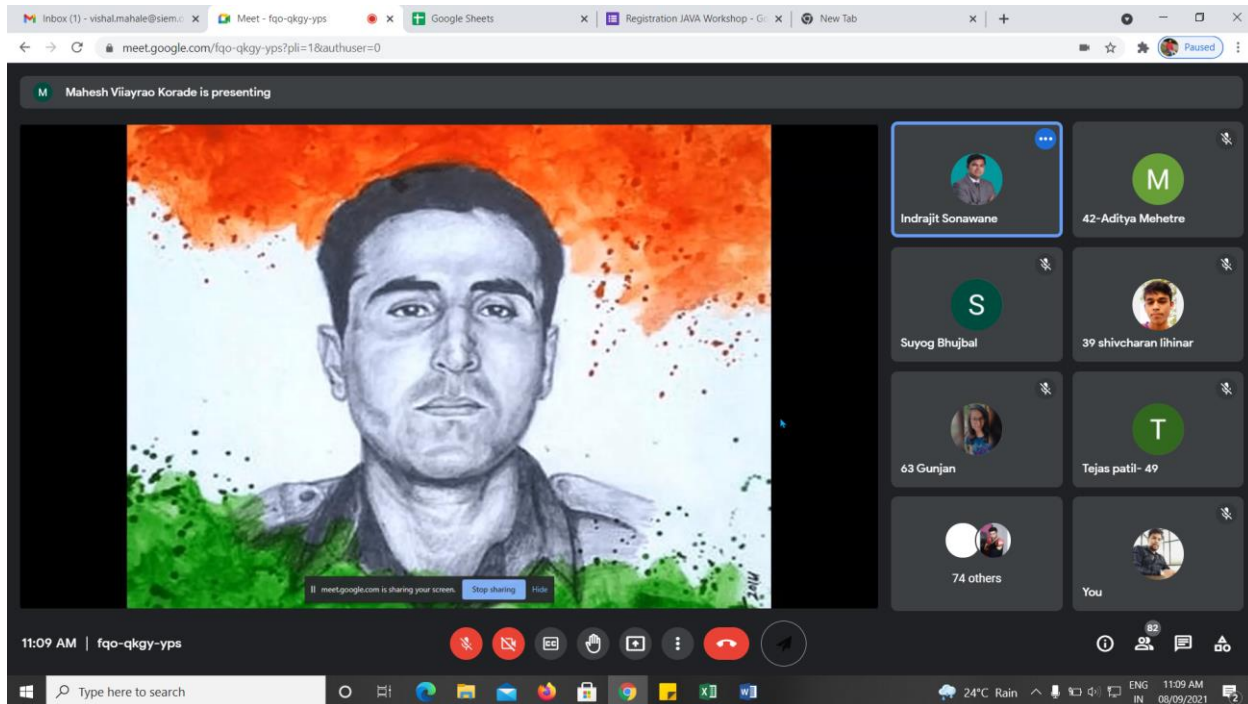 Inbox (1) - vishal.mahale@siem.c
Meet - fqo-qkgy-yps
Google Sheets
Registration JAVA Workshop - Go
New Tab
meet.google.com/fqo-qkgy-yps?pli=1&authuser=0
Paused
M Mahesh Viiayrao Korade is presenting
Indrajit Sonawane
M
42-Aditya Mehetre
S
Suyog Bhujbal
39 shivcharan lihinar
63 Gunjan
T
Tejas patil- 49
74 others
You
meet.google.com is sharing your screen. Stop sharing Hide
11:09 AM | fqo-qkgy-yps
CC
82
Type here to search
24°C Rain
ENG
IN
11:09 AM
08/09/2021
2